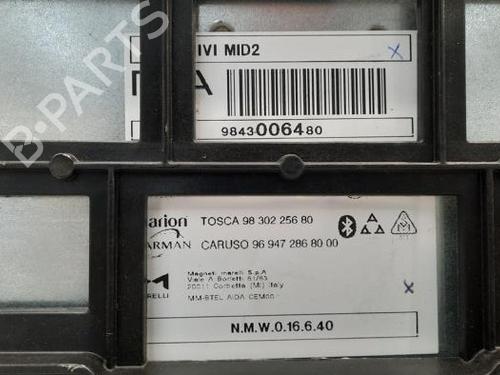 IVI MID2
A
9843006480
arion TOSCA 98 302 256 80
ARMAN CARUSO 96 947 286 80 00
Magneti marelli S.p.A
Viale A. Borletti 61/63
20011 Corbetta (MI) Italy
RELLI MM-BTEL AIDA CEM00
N.M.W.0.16.6.40
B-PARTS